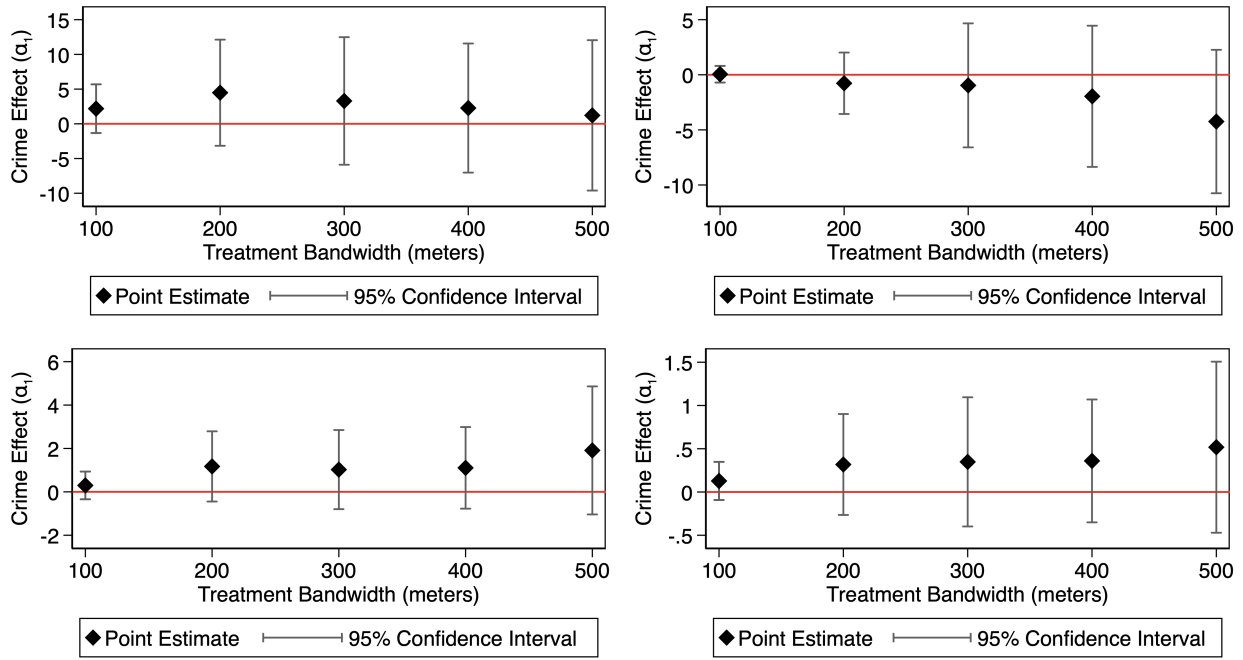 Crime Effect (α₁)
15
10
5
0
-5
-10
100 200 300 400 500
Treatment Bandwidth (meters)
Point Estimate 95% Confidence Interval
Crime Effect (α₁)
5
0
-5
-10
100 200 300 400 500
Treatment Bandwidth (meters)
Point Estimate 95% Confidence Interval
Crime Effect (α₁)
6
4
2
0
-2
100 200 300 400 500
Treatment Bandwidth (meters)
Point Estimate 95% Confidence Interval
Crime Effect (α₁)
1.5
1
.5
0
-.5
100 200 300 400 500
Treatment Bandwidth (meters)
Point Estimate 95% Confidence Interval